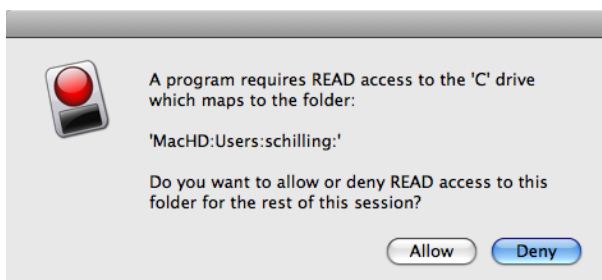 A program requires READ access to the 'C' drive
which maps to the folder:
'MacHD:Users:schilling:'
Do you want to allow or deny READ access to this
folder for the rest of this session?
Allow
Deny